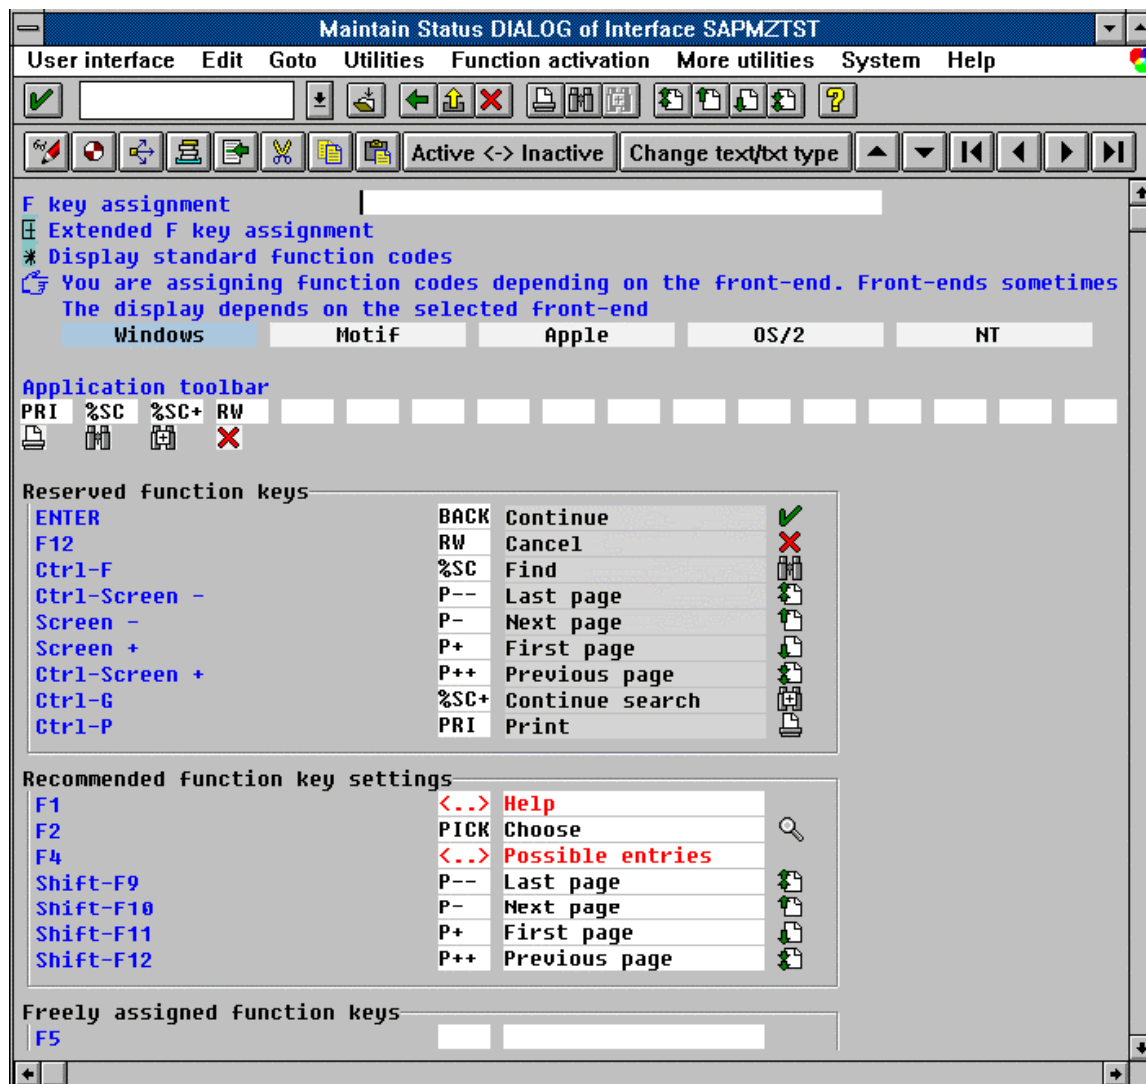 Maintain Status DIALOG of Interface SAPMZTST
User interface Edit Goto Utilities Function activation More utilities System Help
Active <-> Inactive Change text/txt type
F key assignment
Extended F key assignment
* Display standard function codes
You are assigning function codes depending on the front-end. Front-ends sometimes
The display depends on the selected front-end
Windows Motif Apple OS/2 NT
Application toolbar
PRI %SC %SC+ RW
Reserved function keys
ENTER BACK Continue
F12 RW Cancel
Ctrl-F %SC Find
Ctrl-Screen - P-- Last page
Screen - P- Next page
Screen + P+ First page
Ctrl-Screen + P++ Previous page
Ctrl-G %SC+ Continue search
Ctrl-P PRI Print
Recommended function key settings
F1 <..> Help
F2 PICK Choose
F4 <..> Possible entries
Shift-F9 P-- Last page
Shift-F10 P- Next page
Shift-F11 P+ First page
Shift-F12 P++ Previous page
Freely assigned function keys
F5